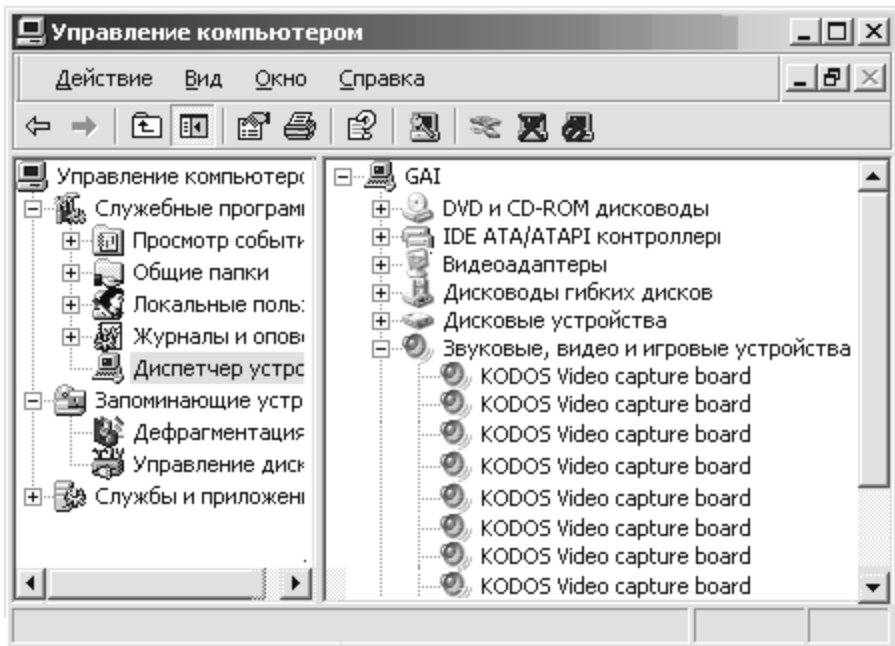 Управление компьютером
Действие Вид Окно Справка
Управление компьютерс
Служебные програм
Просмотр событи
Общие папки
Локальные поль
Журналы и опов
Диспетчер устро
Запоминающие устр
Дефрагментация
Управление диск
Службы и приложен
GAI
DVD и CD-ROM дисководы
IDE ATA/ATAPI контроллер
Видеоадаптеры
Дисководы гибких дисков
Дисковые устройства
Звуковые, видео и игровые устройства
KODOS Video capture board
KODOS Video capture board
KODOS Video capture board
KODOS Video capture board
KODOS Video capture board
KODOS Video capture board
KODOS Video capture board
KODOS Video capture board